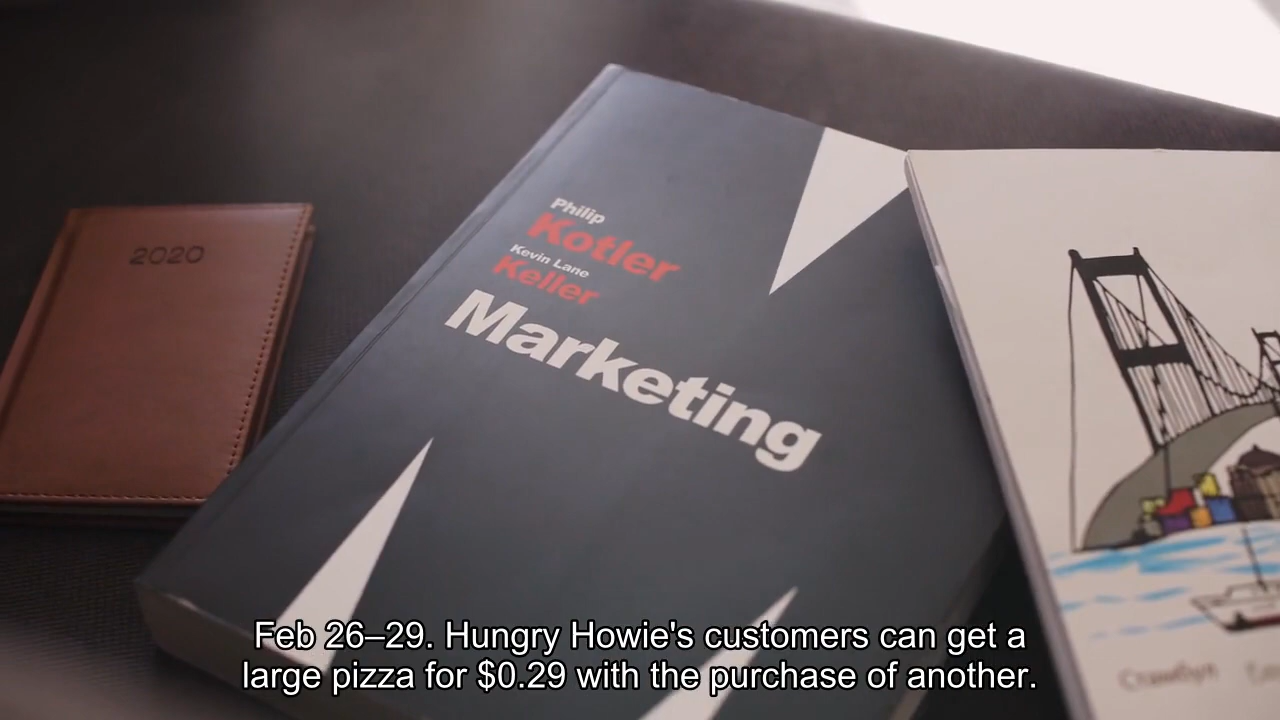 2020
Philip
Kotler
Kevin Lane
Keller
Marketing
Стамбул
Feb 26–29. Hungry Howie's customers can get a
large pizza for $0.29 with the purchase of another.